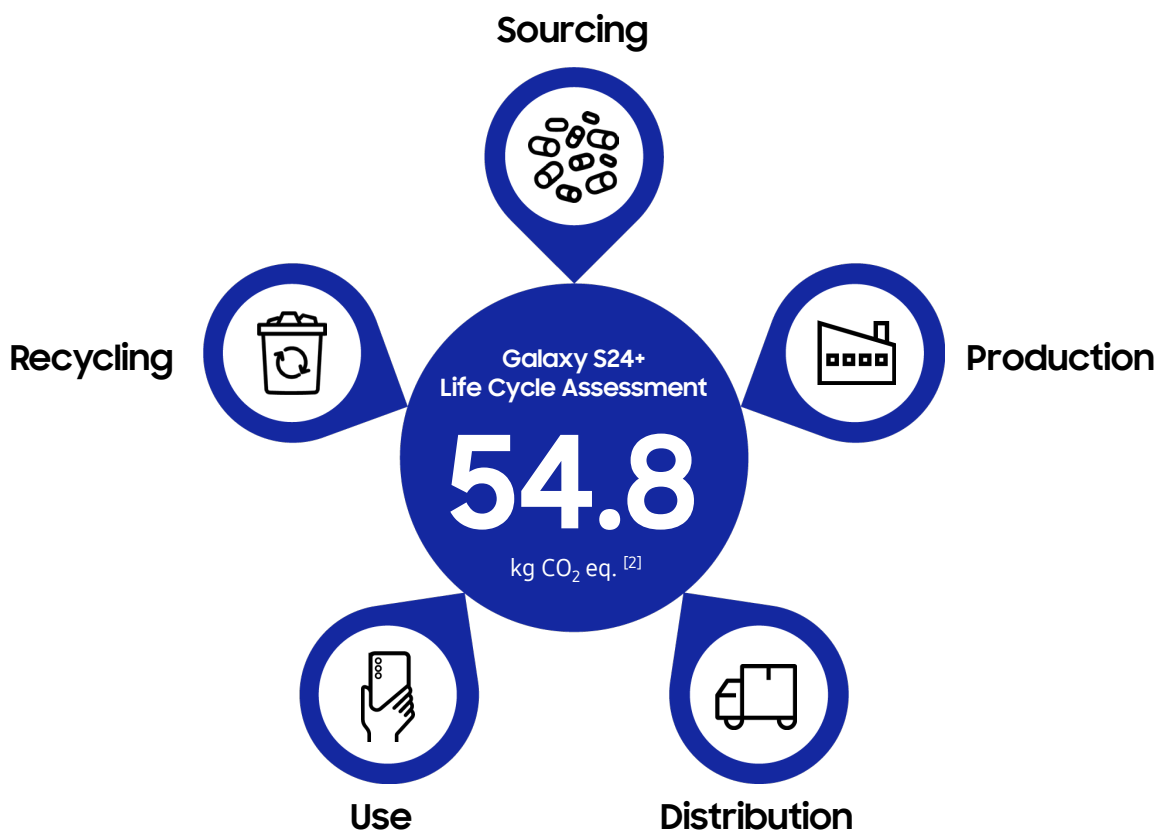 Sourcing
Recycling
Production
Galaxy S24+
Life Cycle Assessment
54.8
kg CO₂ eq. [2]
Use
Distribution